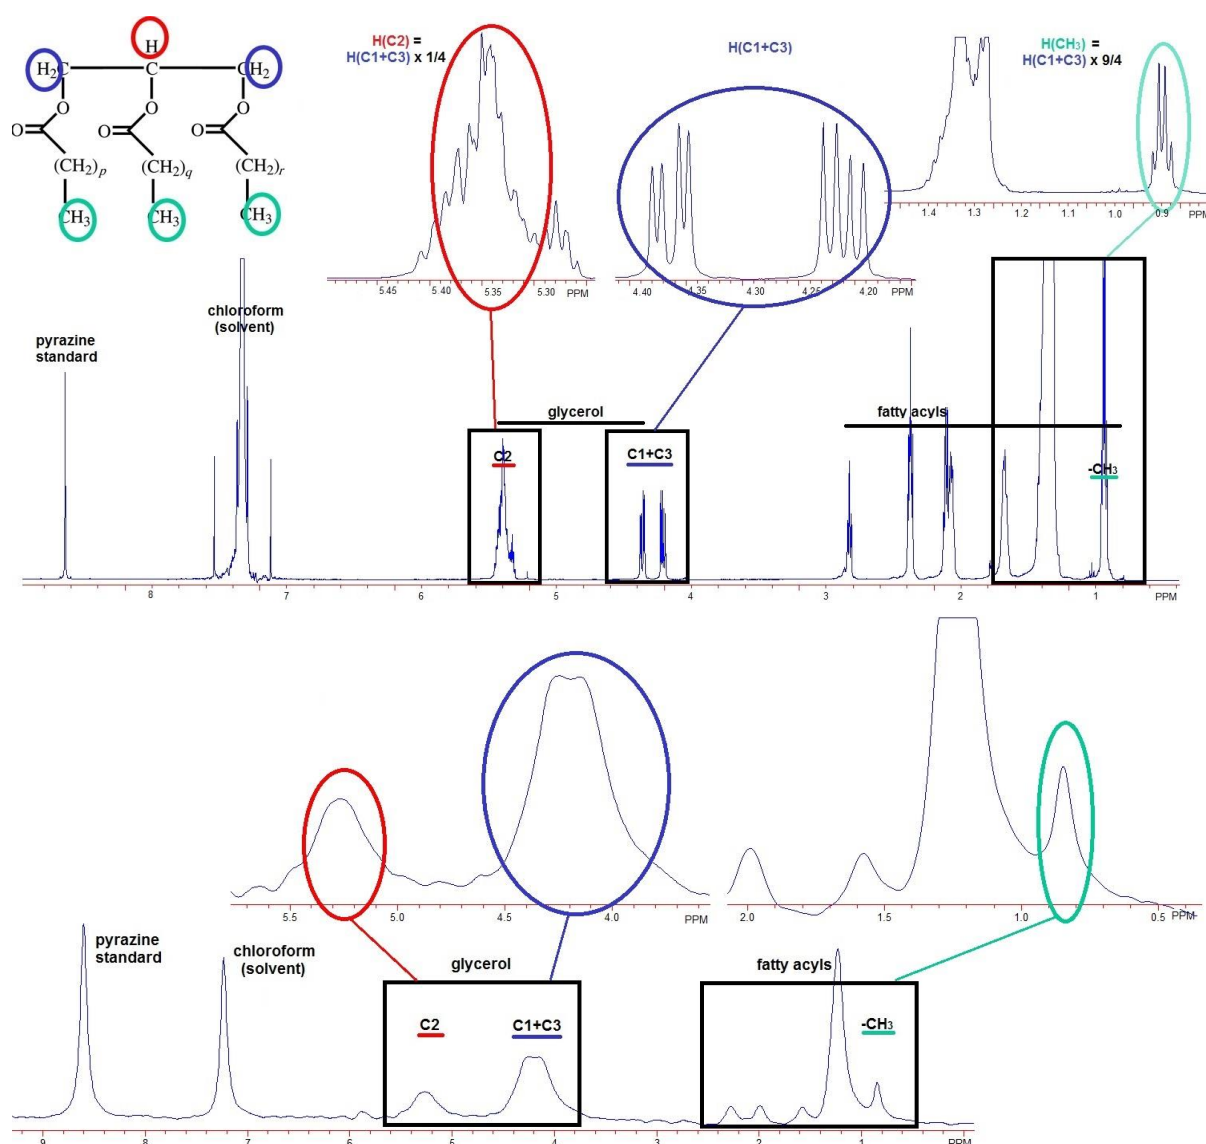 H
H₂C
C
CH₂
O
O
O
O
O
O
(CH₂)p
(CH₂)q
(CH₂)r
CH₃
CH₃
CH₃
H(C2) =
H(C1+C3) x 1/4
H(C1+C3)
H(CH₃) =
H(C1+C3) x 9/4
5.45
5.40
5.35
5.30
PPM
4.40
4.35
4.30
4.25
4.20
PPM
1.4
1.3
1.2
1.1
1.0
0.9
PPM
pyrazine
standard
chloroform
(solvent)
glycerol
C2
C1+C3
fatty acyls
-CH₃
8
7
6
5
4
3
2
1
PPM
5.5
5.0
4.5
4.0
PPM
2.0
1.5
1.0
0.5
PPM
pyrazine
standard
chloroform
(solvent)
glycerol
C2
C1+C3
fatty acyls
-CH₃
9
8
7
6
5
4
3
2
1
PPM